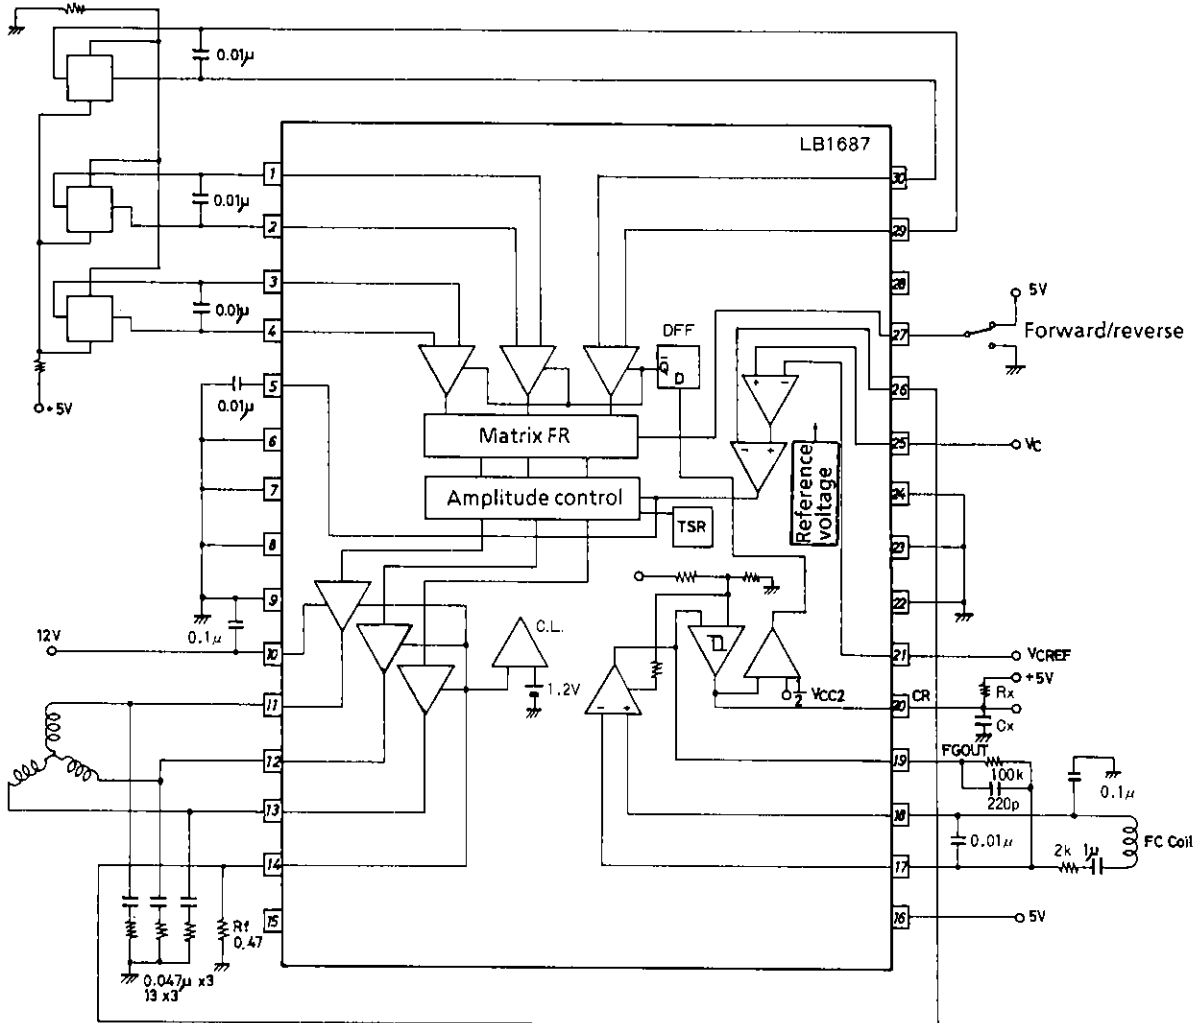 0.01μ
LB1687
1
30
0.01μ
2
29
3
28
0.01μ
5V
4
DFF
27
Forward/reverse
Q̄
D
5
+ −
26
0.01μ
+5V
Matrix FR
6
− +
25
VC
Reference voltage
Amplitude control
7
24
TSR
8
23
9
22
0.1μ
12V
C.L.
10
21
VCREF
+5V
1.2V
VCC2
2
CR
Rx
11
20
Cx
FGOUT
12
19
100k
− +
220p
0.1μ
13
18
0.01μ
FC Coil
14
2k
1μ
17
Rf
0.47
15
16
5V
0.047μ x3
13 x3